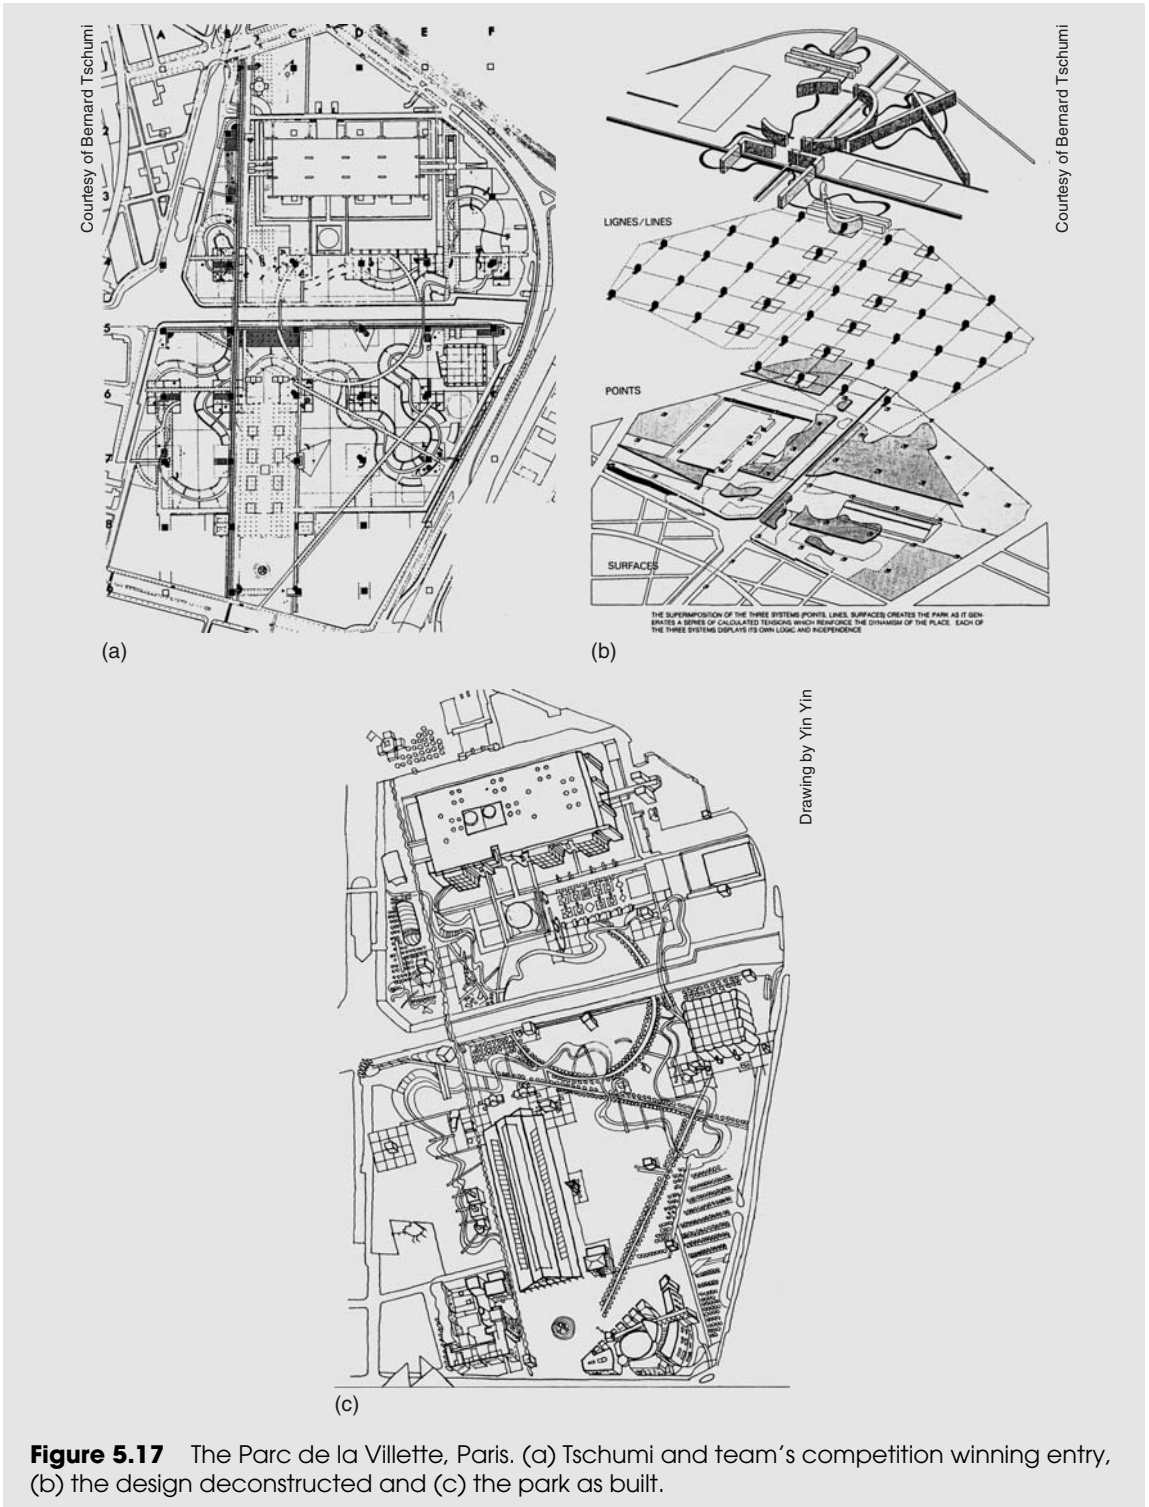 Courtesy of Bernard Tschumi
A B C D E F
2
3
4
5
6
7
8
(a)
Courtesy of Bernard Tschumi
LIGNES/LINES
POINTS
SURFACES
THE SUPERIMPOSITION OF THE THREE SYSTEMS (POINTS, LINES, SURFACES) CREATES THE PARK AS IT GEN-
ERATES A SERIES OF CALCULATED TENSIONS WHICH REINFORCE THE DYNAMISM OF THE PLACE. EACH OF
THE THREE SYSTEMS DISPLAYS ITS OWN LOGIC AND INDEPENDENCE
(b)
Drawing by Yin Yin
(c)
Figure 5.17 The Parc de la Villette, Paris. (a) Tschumi and team’s competition winning entry,
(b) the design deconstructed and (c) the park as built.